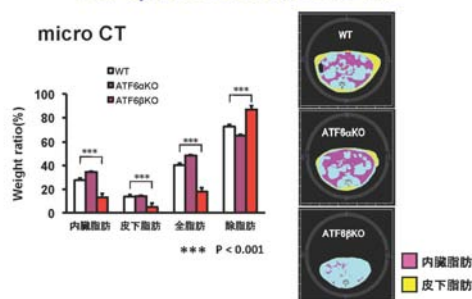 micro CT
WT
ATF6αKO
ATF6βKO
Weight ratio(%)
100
80
60
40
20
0
***
***
***
***
内臓脂肪
皮下脂肪
全脂肪
除脂肪
*** P < 0.001
WT
ATF6αKO
ATF6βKO
内臓脂肪
皮下脂肪